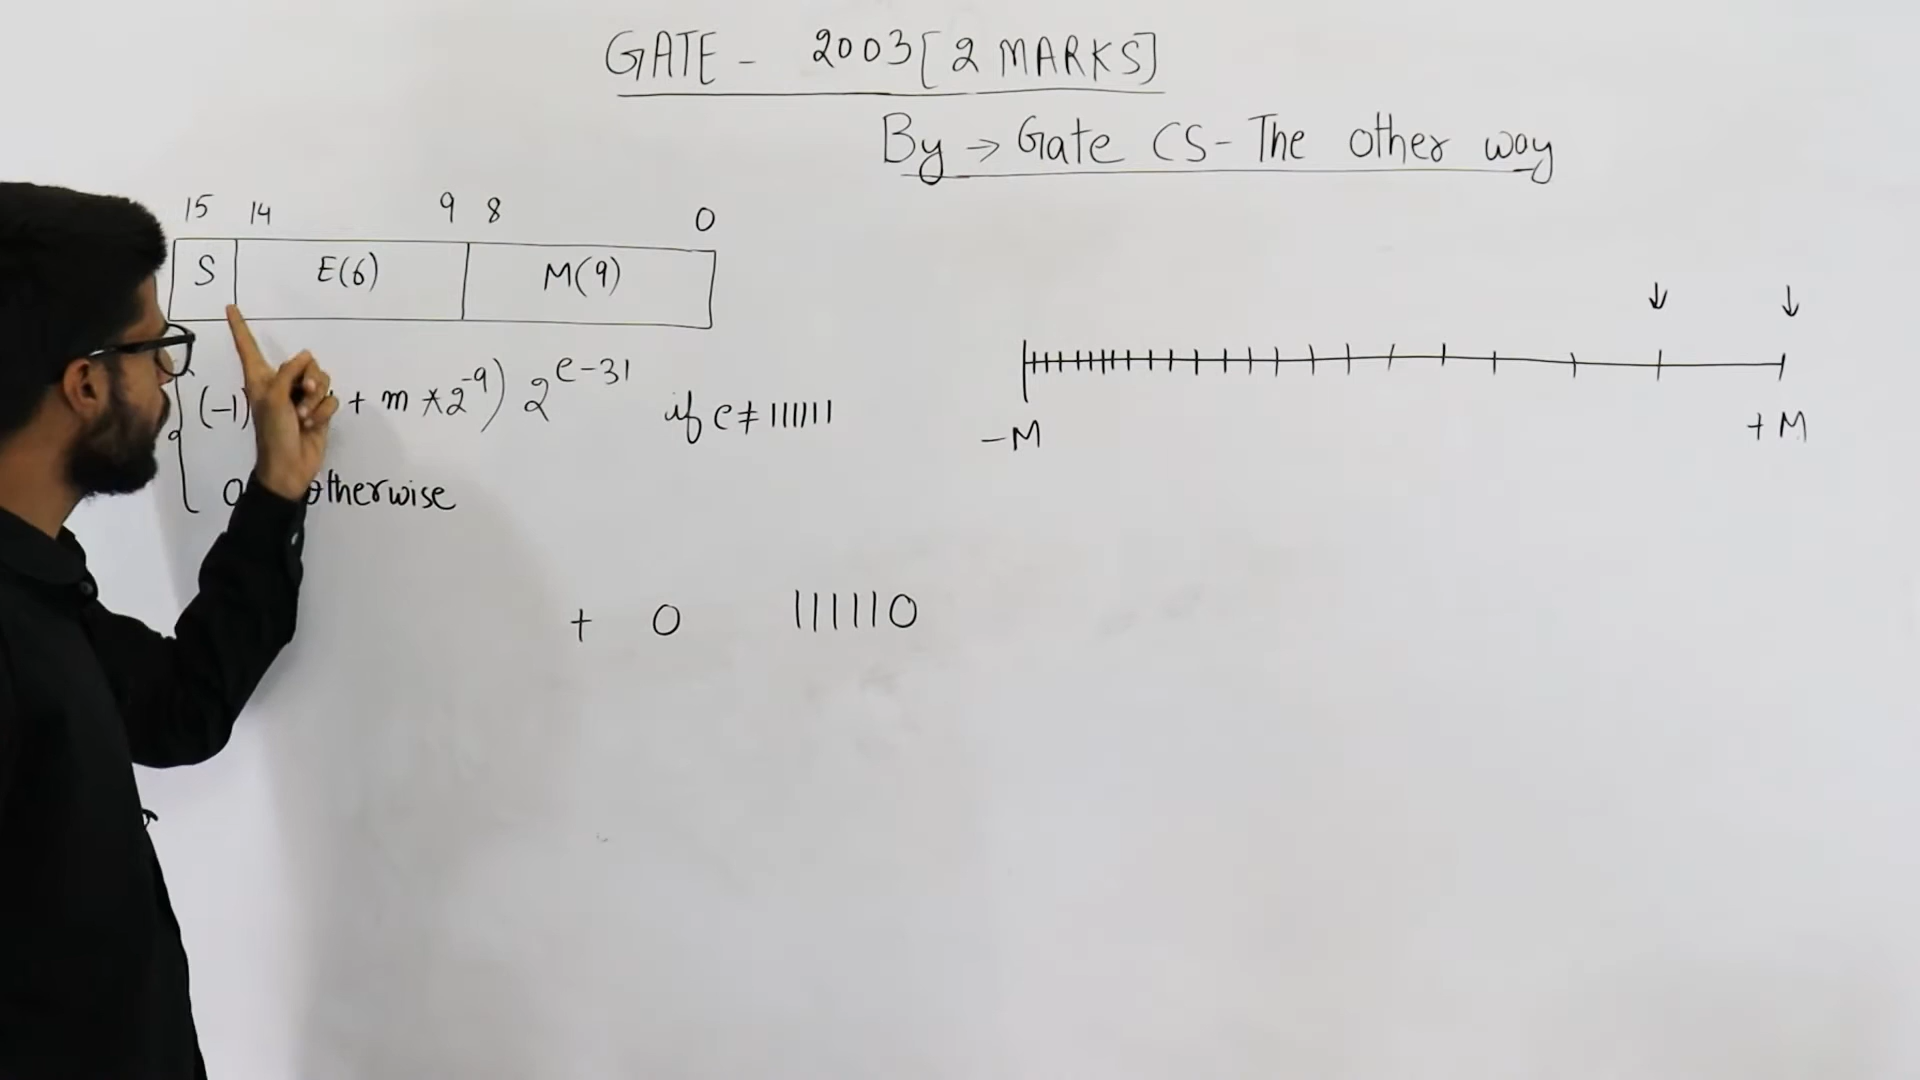 GATE - 2003 [2 MARKS]
By → Gate CS - The other way
15 14 9 8 0
S E(6) M(9)
(-1) + m * 2^-9) 2^e-31 if e ≠ 111111
0 otherwise
-M +M
+ 0 111110